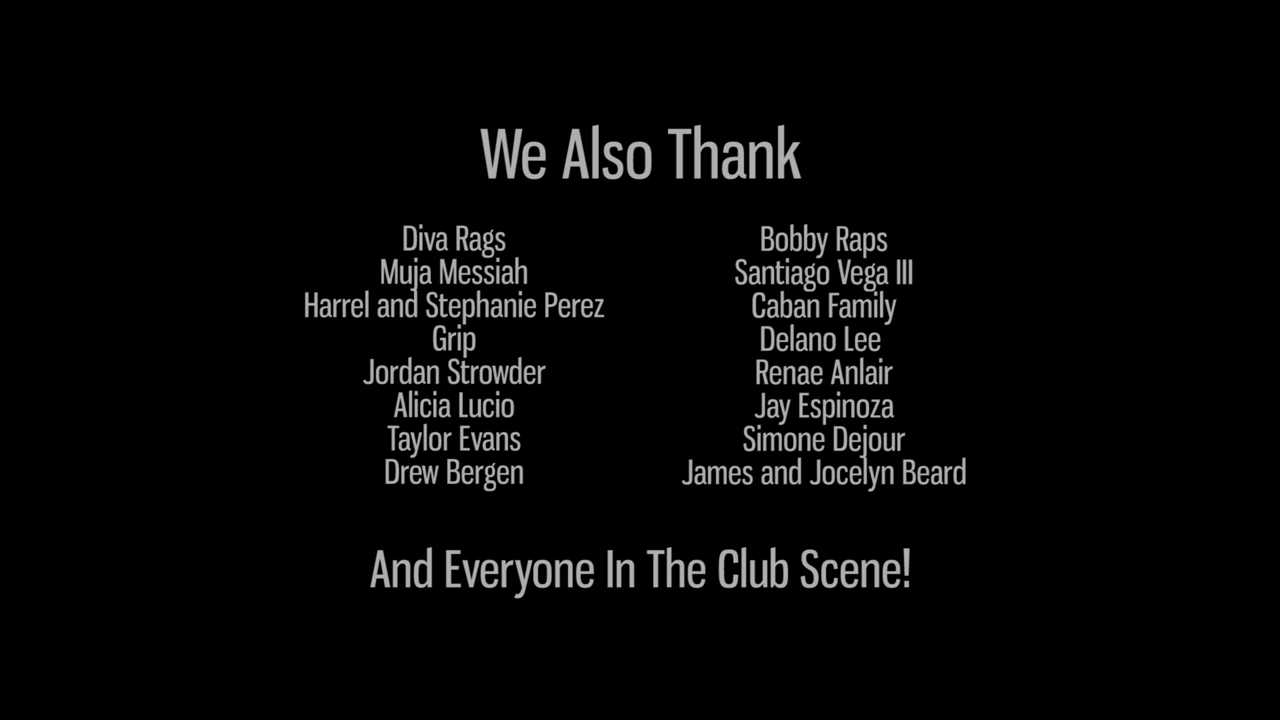 We Also Thank
Diva Rags
Muja Messiah
Harrel and Stephanie Perez
Grip
Jordan Strowder
Alicia Lucio
Taylor Evans
Drew Bergen
Bobby Raps
Santiago Vega III
Caban Family
Delano Lee
Renae Anlair
Jay Espinoza
Simone Dejour
James and Jocelyn Beard
And Everyone In The Club Scene!